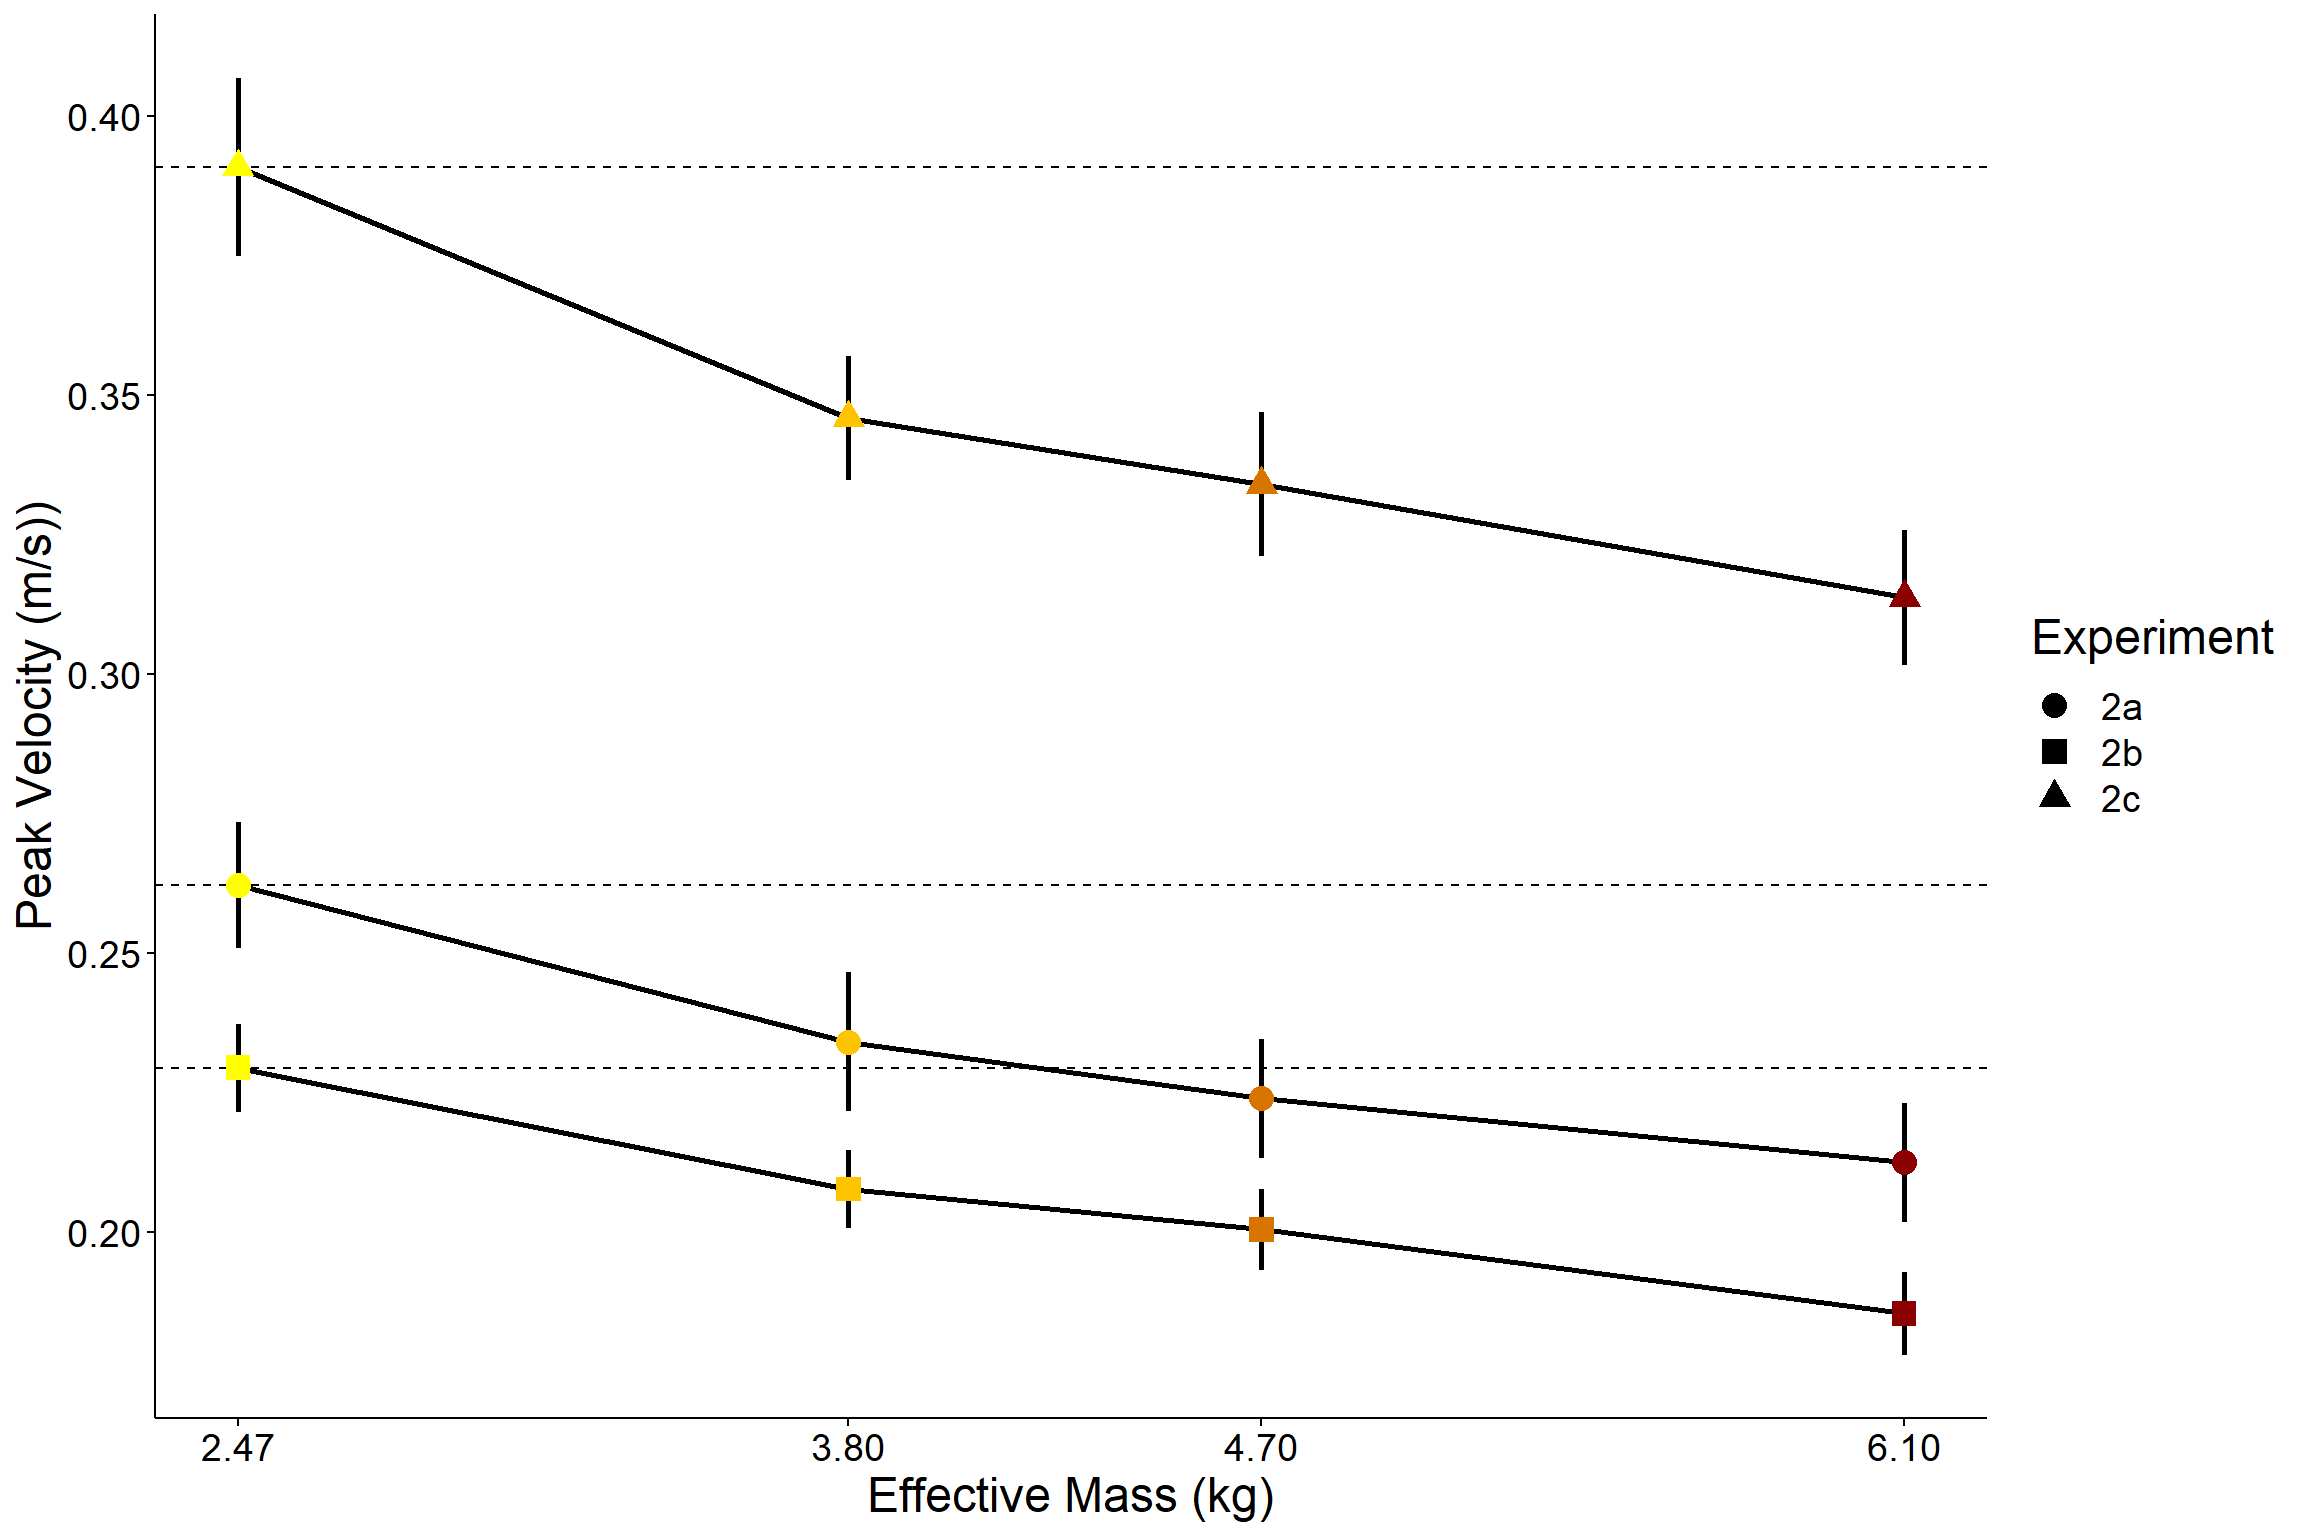 Peak Velocity (m/s))
0.40
0.35
0.30
0.25
0.20
2.47 3.80 4.70 6.10
Effective Mass (kg)
Experiment
2a
2b
2c